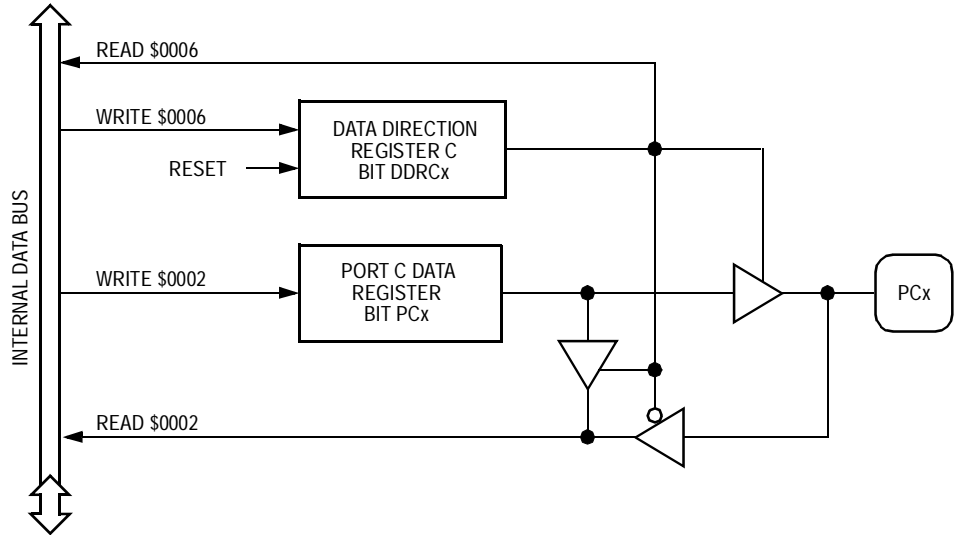 READ $0006
WRITE $0006
DATA DIRECTION
REGISTER C
BIT DDRCx
RESET
INTERNAL DATA BUS
WRITE $0002
PORT C DATA
REGISTER
BIT PCx
PCx
READ $0002